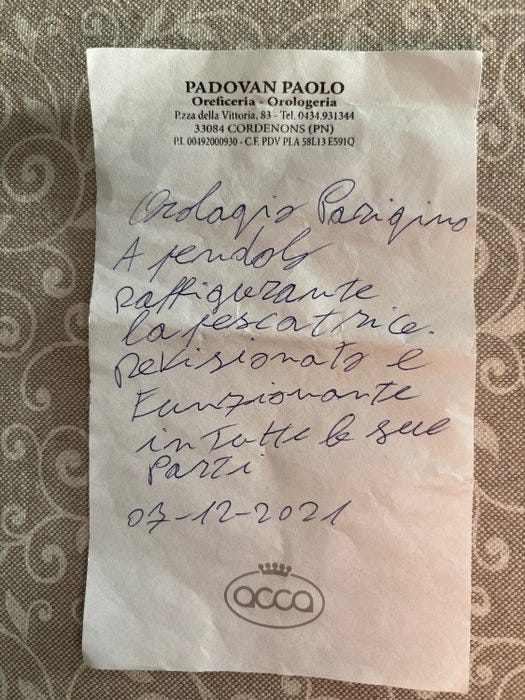 PADOVAN PAOLO
Oreficeria - Orologeria
P.zza della Vittoria, 83 - Tel. 0434.931344
33084 CORDENONS (PN)
P.I. 00492000930 - C.F. PDV PLA 58L13 E591Q
Orologio Parigino
A pendolo
raffigurante
la pescatrice.
revisionato e
Funzionante
in Tutte le sue
Parti
07-12-2021
acca